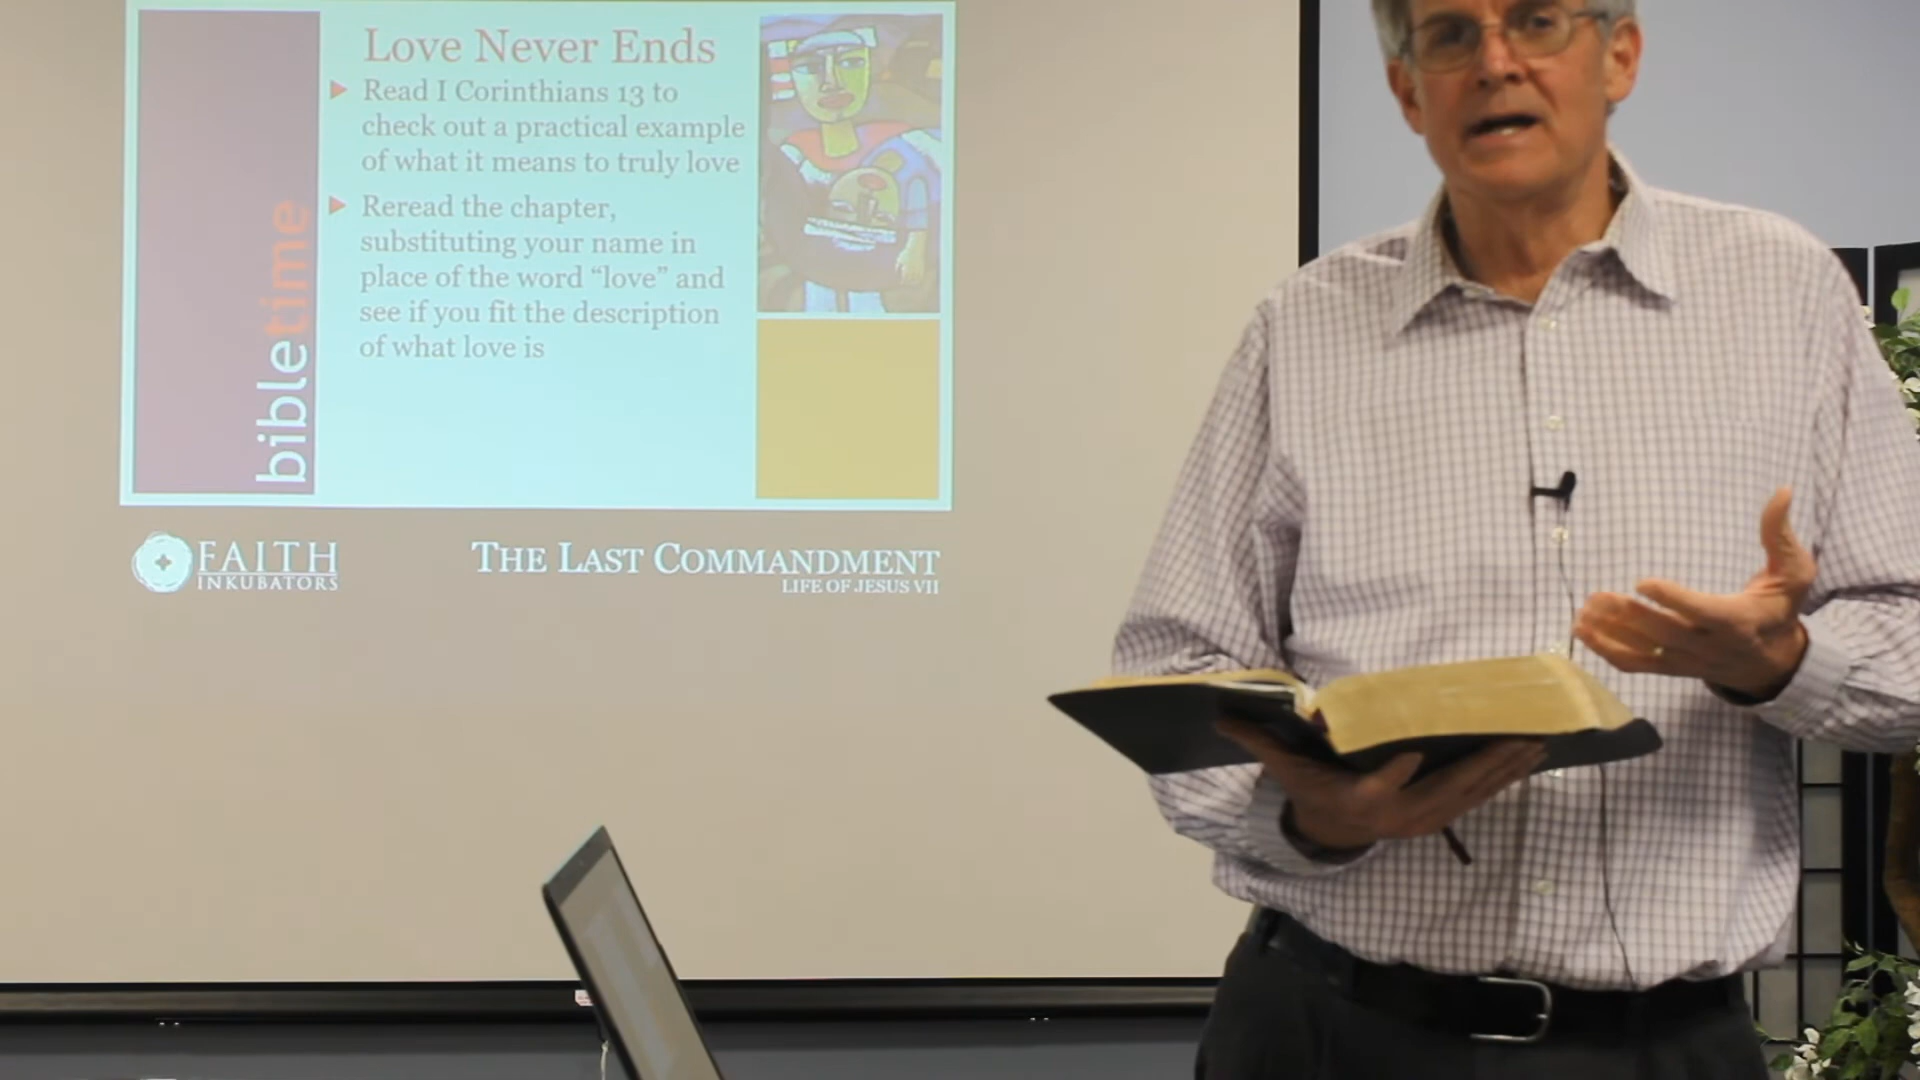 Love Never Ends
Read I Corinthians 13 to
check out a practical example
of what it means to truly love
Reread the chapter,
substituting your name in
place of the word “love” and
see if you fit the description
of what love is
bibletime
FAITH
INKUBATORS
THE LAST COMMANDMENT
LIFE OF JESUS VII